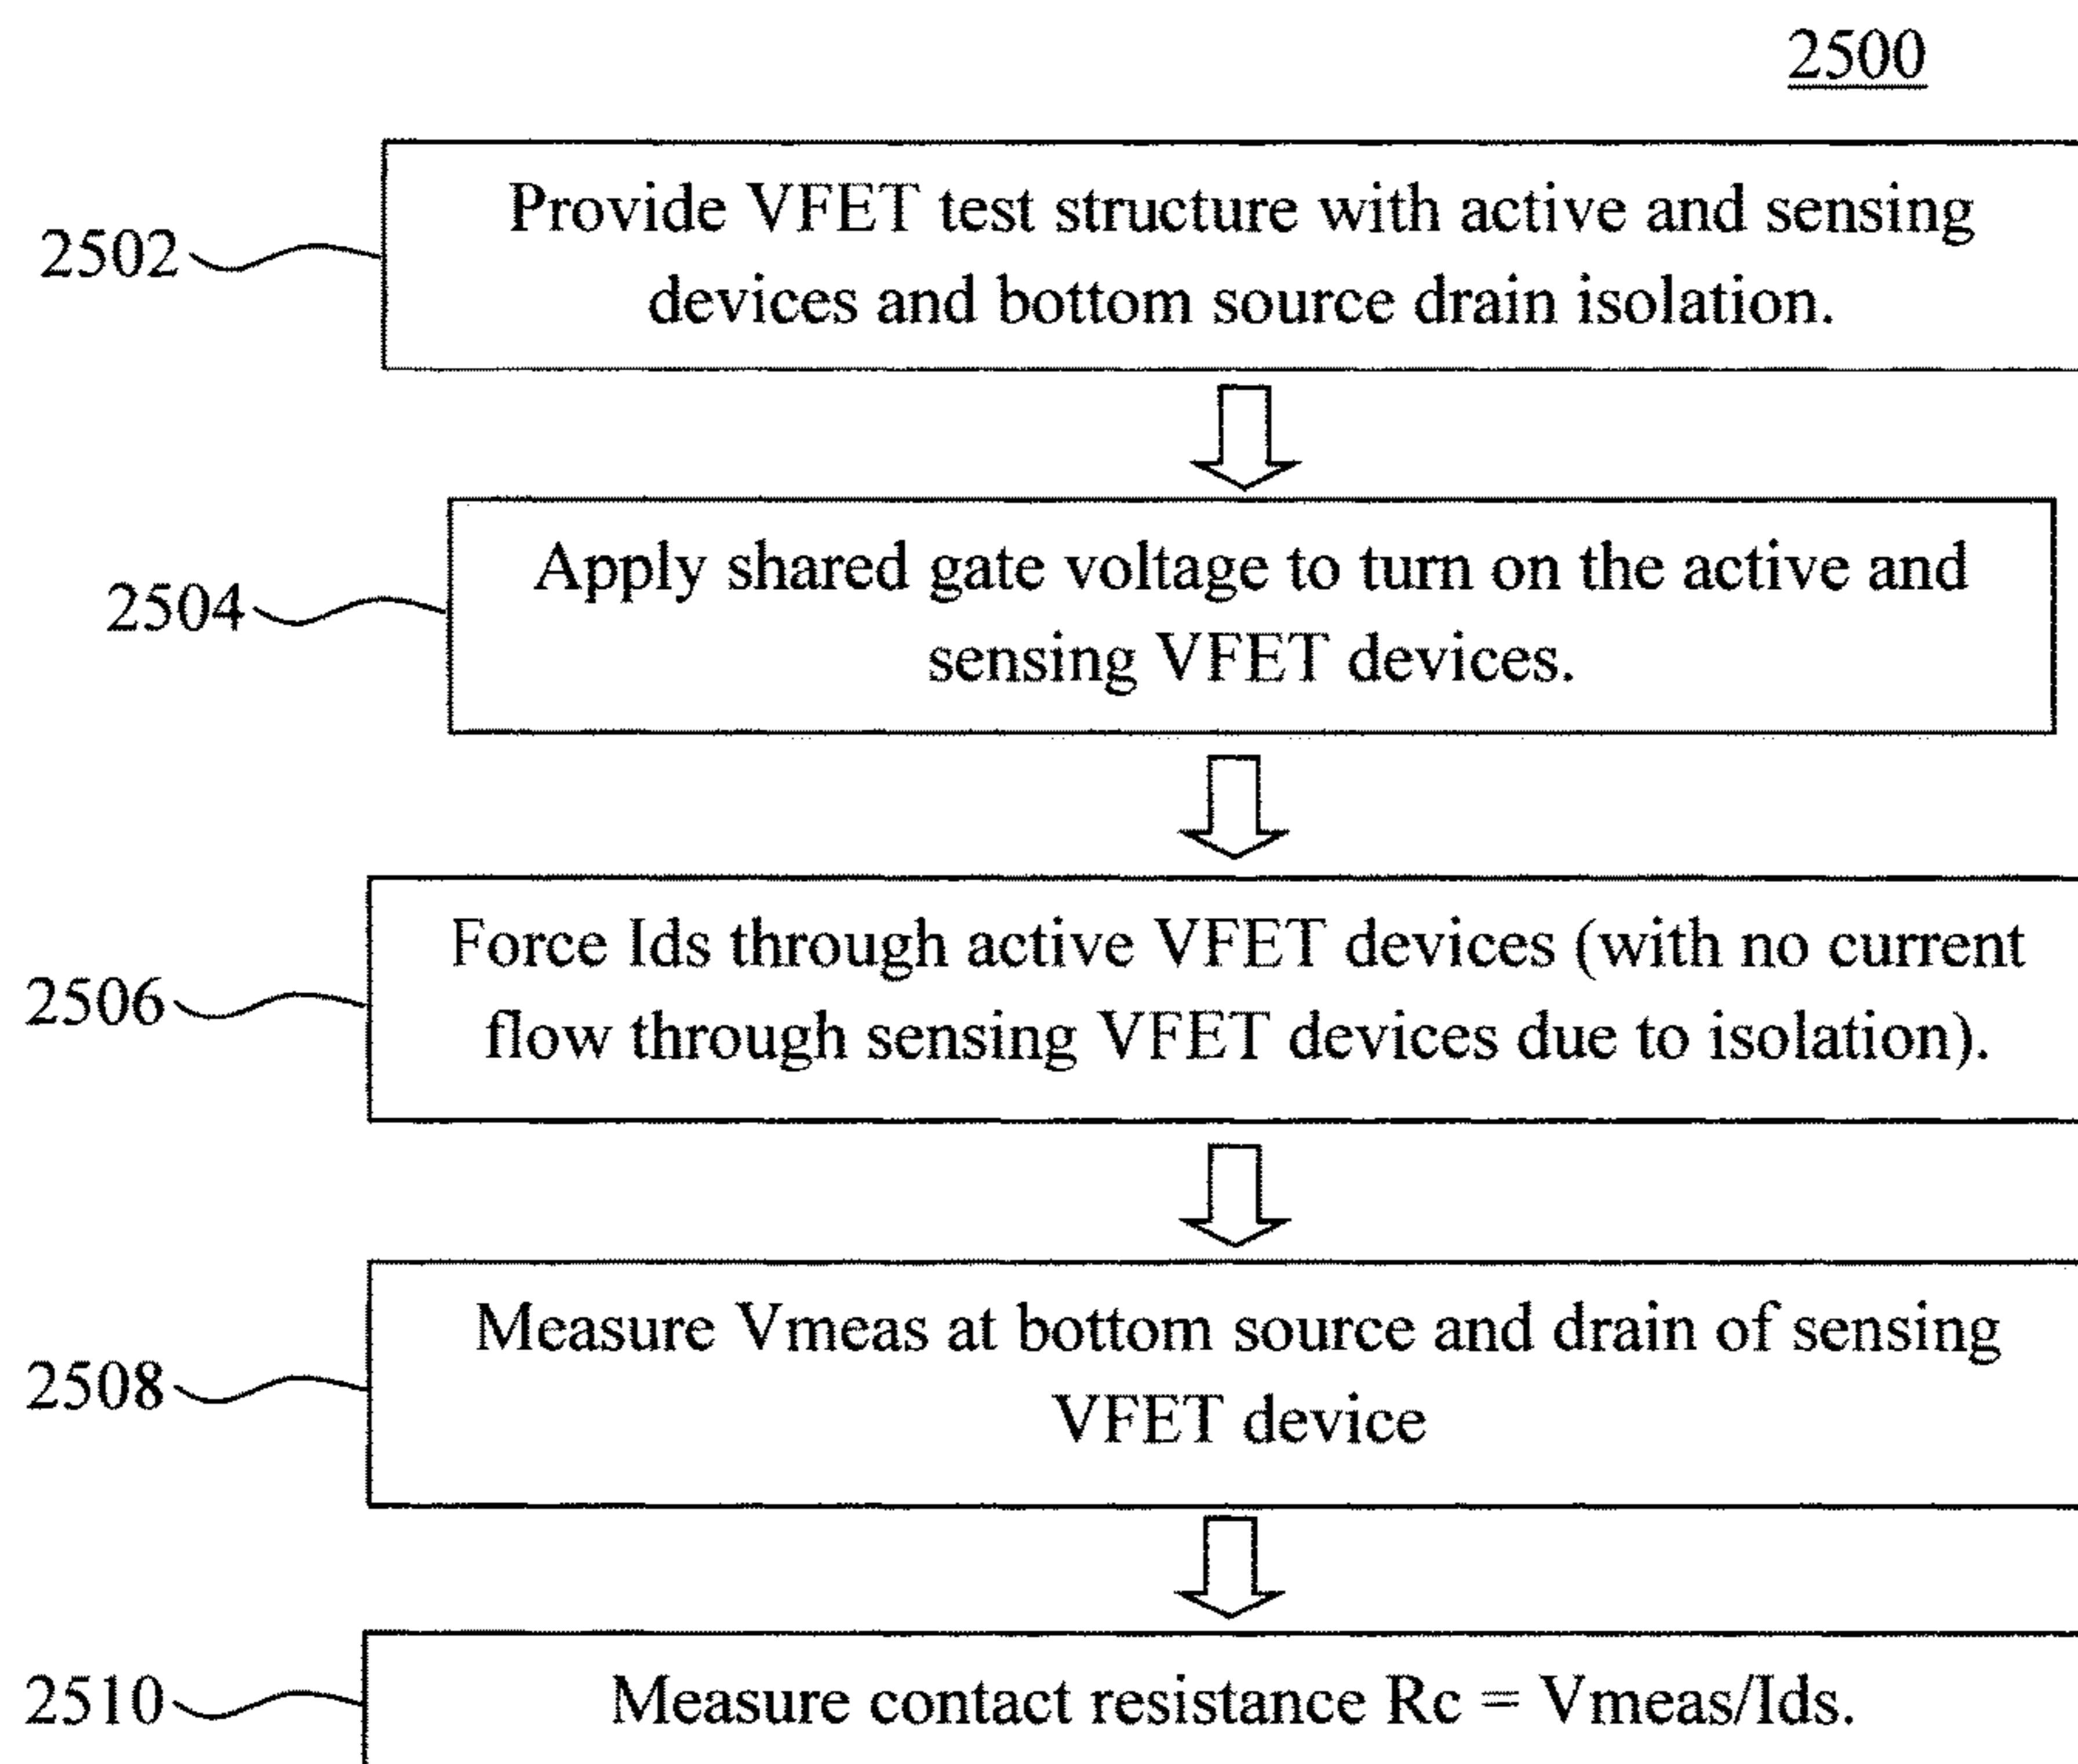 2500
2502
Provide VFET test structure with active and sensing
devices and bottom source drain isolation.
2504
Apply shared gate voltage to turn on the active and
sensing VFET devices.
2506
Force Ids through active VFET devices (with no current
flow through sensing VFET devices due to isolation).
2508
Measure Vmeas at bottom source and drain of sensing
VFET device
2510
Measure contact resistance Rc = Vmeas/Ids.